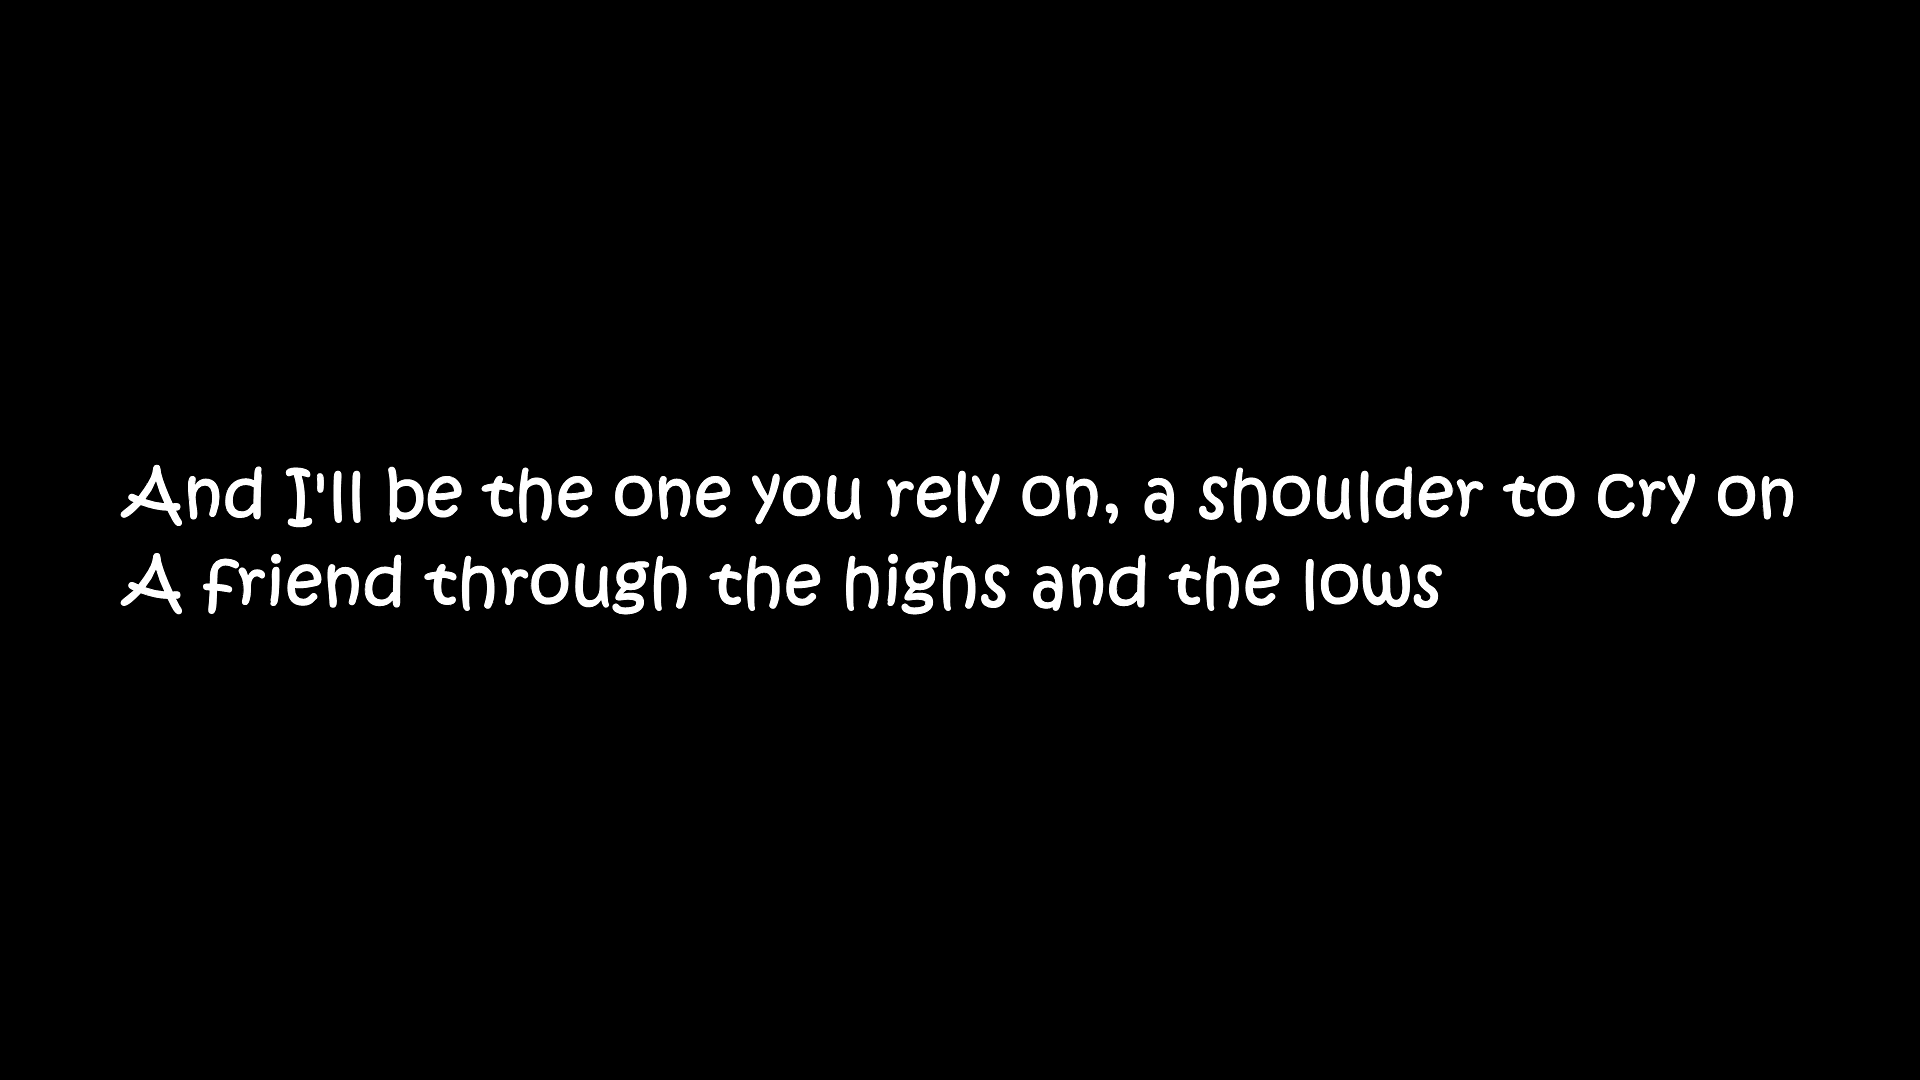 And I'll be the one you rely on, a shoulder to cry on
A friend through the highs and the lows